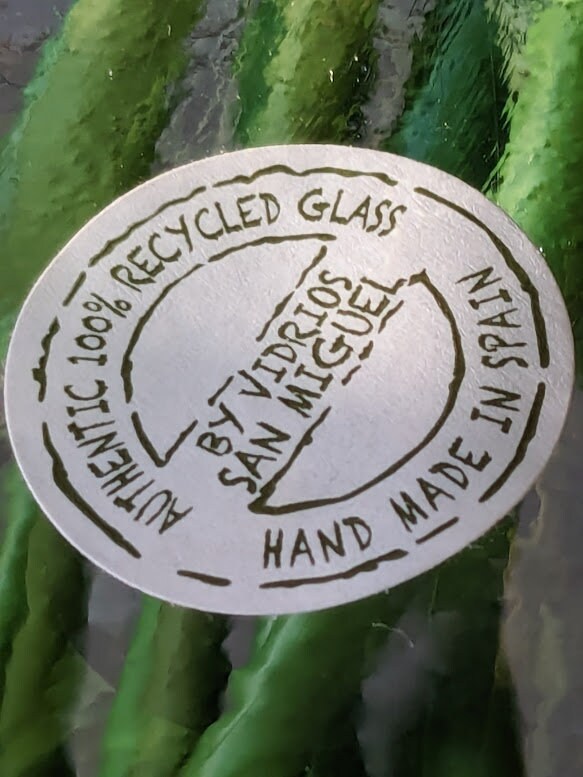 AUTHENTIC 100% RECYCLED GLASS
BY VIDRIOS
SAN MIGUEL
HAND MADE IN SPAIN